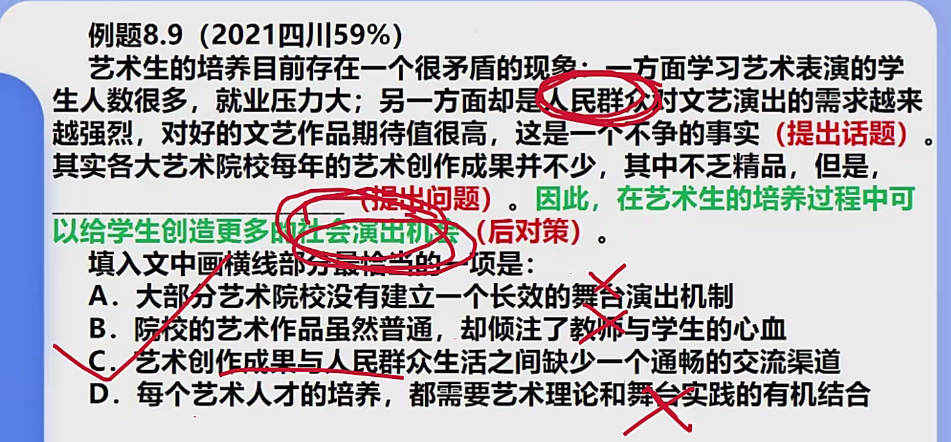 例题8.9（2021四川59%）
艺术生的培养目前存在一个很矛盾的现象：一方面学习艺术表演的学
生人数很多，就业压力大；另一方面却是人民群众对文艺演出的需求越来
越强烈，对好的文艺作品期待值很高，这是一个不争的事实（提出话题）。
其实各大艺术院校每年的艺术创作成果并不少，其中不乏精品，但是，
____________________（提出问题）。因此，在艺术生的培养过程中可
以给学生创造更多的社会演出机会（后对策）。
填入文中画横线部分最恰当的一项是：
A．大部分艺术院校没有建立一个长效的舞台演出机制
B．院校的艺术作品虽然普通，却倾注了教师与学生的心血
C．艺术创作成果与人民群众生活之间缺少一个通畅的交流渠道
D．每个艺术人才的培养，都需要艺术理论和舞台实践的有机结合